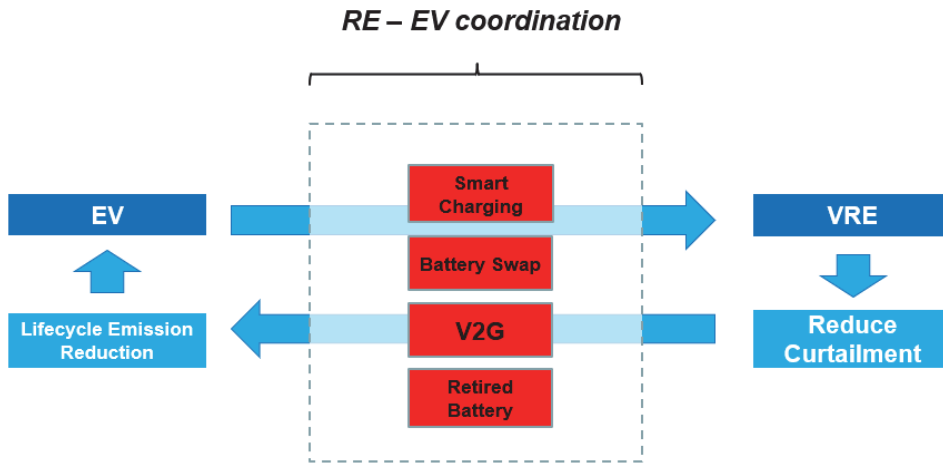 RE – EV coordination
Smart
Charging
EV
VRE
Battery Swap
Lifecycle Emission
Reduction
V2G
Reduce
Curtailment
Retired
Battery